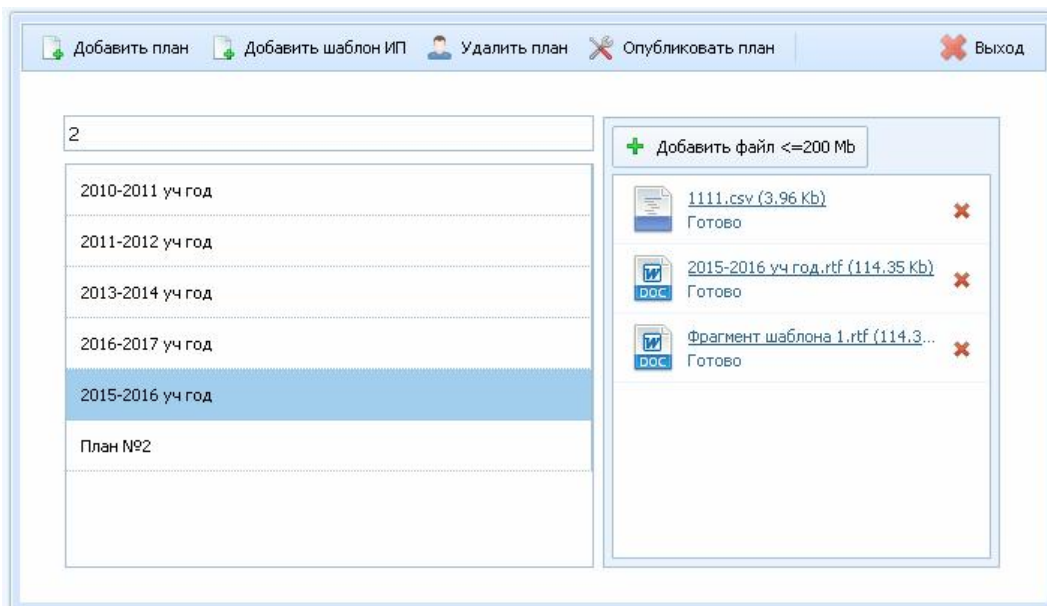 Добавить план Добавить шаблон ИП Удалить план Опубликовать план Выход
2
2010-2011 уч год
2011-2012 уч год
2013-2014 уч год
2016-2017 уч год
2015-2016 уч год
План №2
Добавить файл <=200 Mb
1111.csv (3.96 Kb)
Готово
W
DOC
2015-2016 уч год.rtf (114.35 Kb)
Готово
W
DOC
Фрагмент шаблона 1.rtf (114.3...
Готово